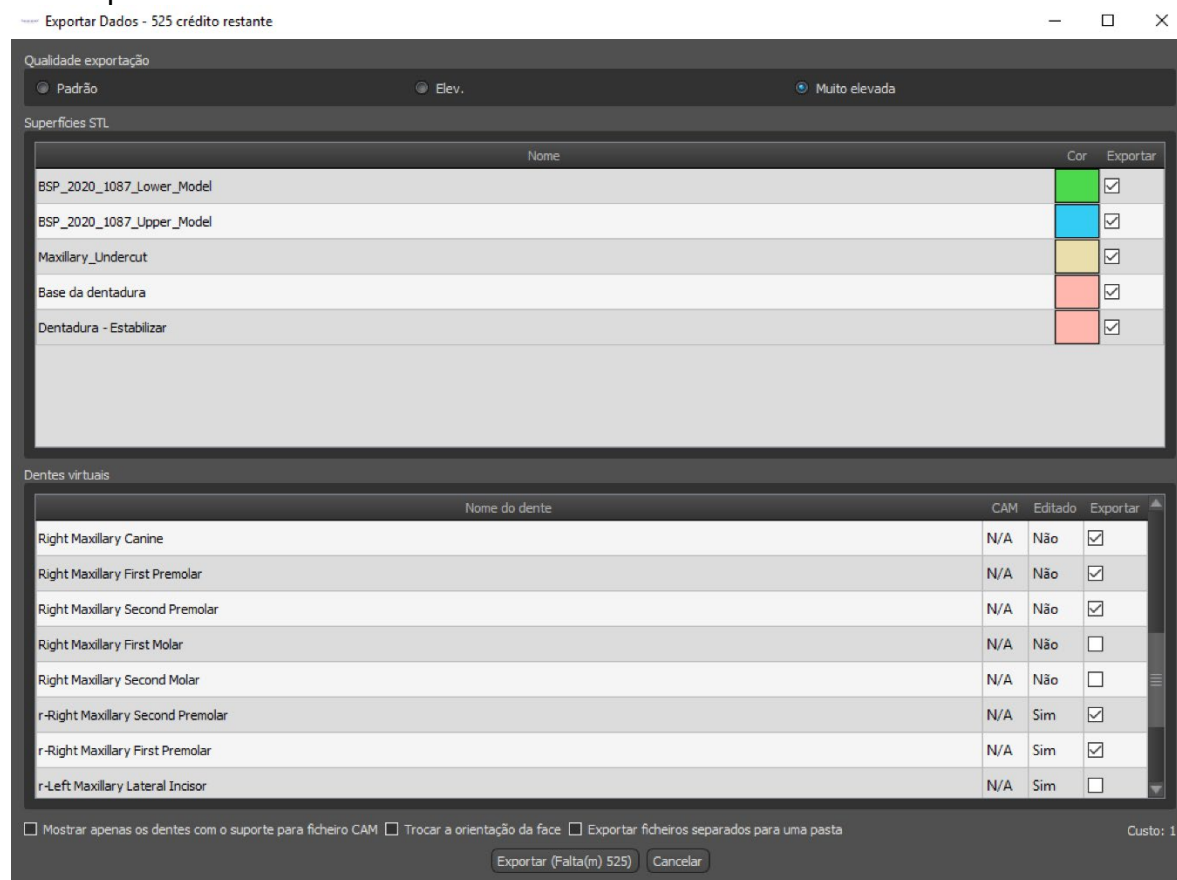 Exportar Dados - 525 crédito restante
Qualidade exportação
Padrão Elev. Muito elevada
Superfícies STL
Nome Cor Exportar
BSP_2020_1087_Lower_Model
BSP_2020_1087_Upper_Model
Maxillary_Undercut
Base da dentadura
Dentadura - Estabilizar
Dentes virtuais
Nome do dente CAM Editado Exportar
Right Maxillary Canine N/A Não
Right Maxillary First Premolar N/A Não
Right Maxillary Second Premolar N/A Não
Right Maxillary First Molar N/A Não
Right Maxillary Second Molar N/A Não
r-Right Maxillary Second Premolar N/A Sim
r-Right Maxillary First Premolar N/A Sim
r-Left Maxillary Lateral Incisor N/A Sim
Mostrar apenas os dentes com o suporte para ficheiro CAM Trocar a orientação da face Exportar ficheiros separados para uma pasta Custo: 1
Exportar (Falta(m) 525) Cancelar